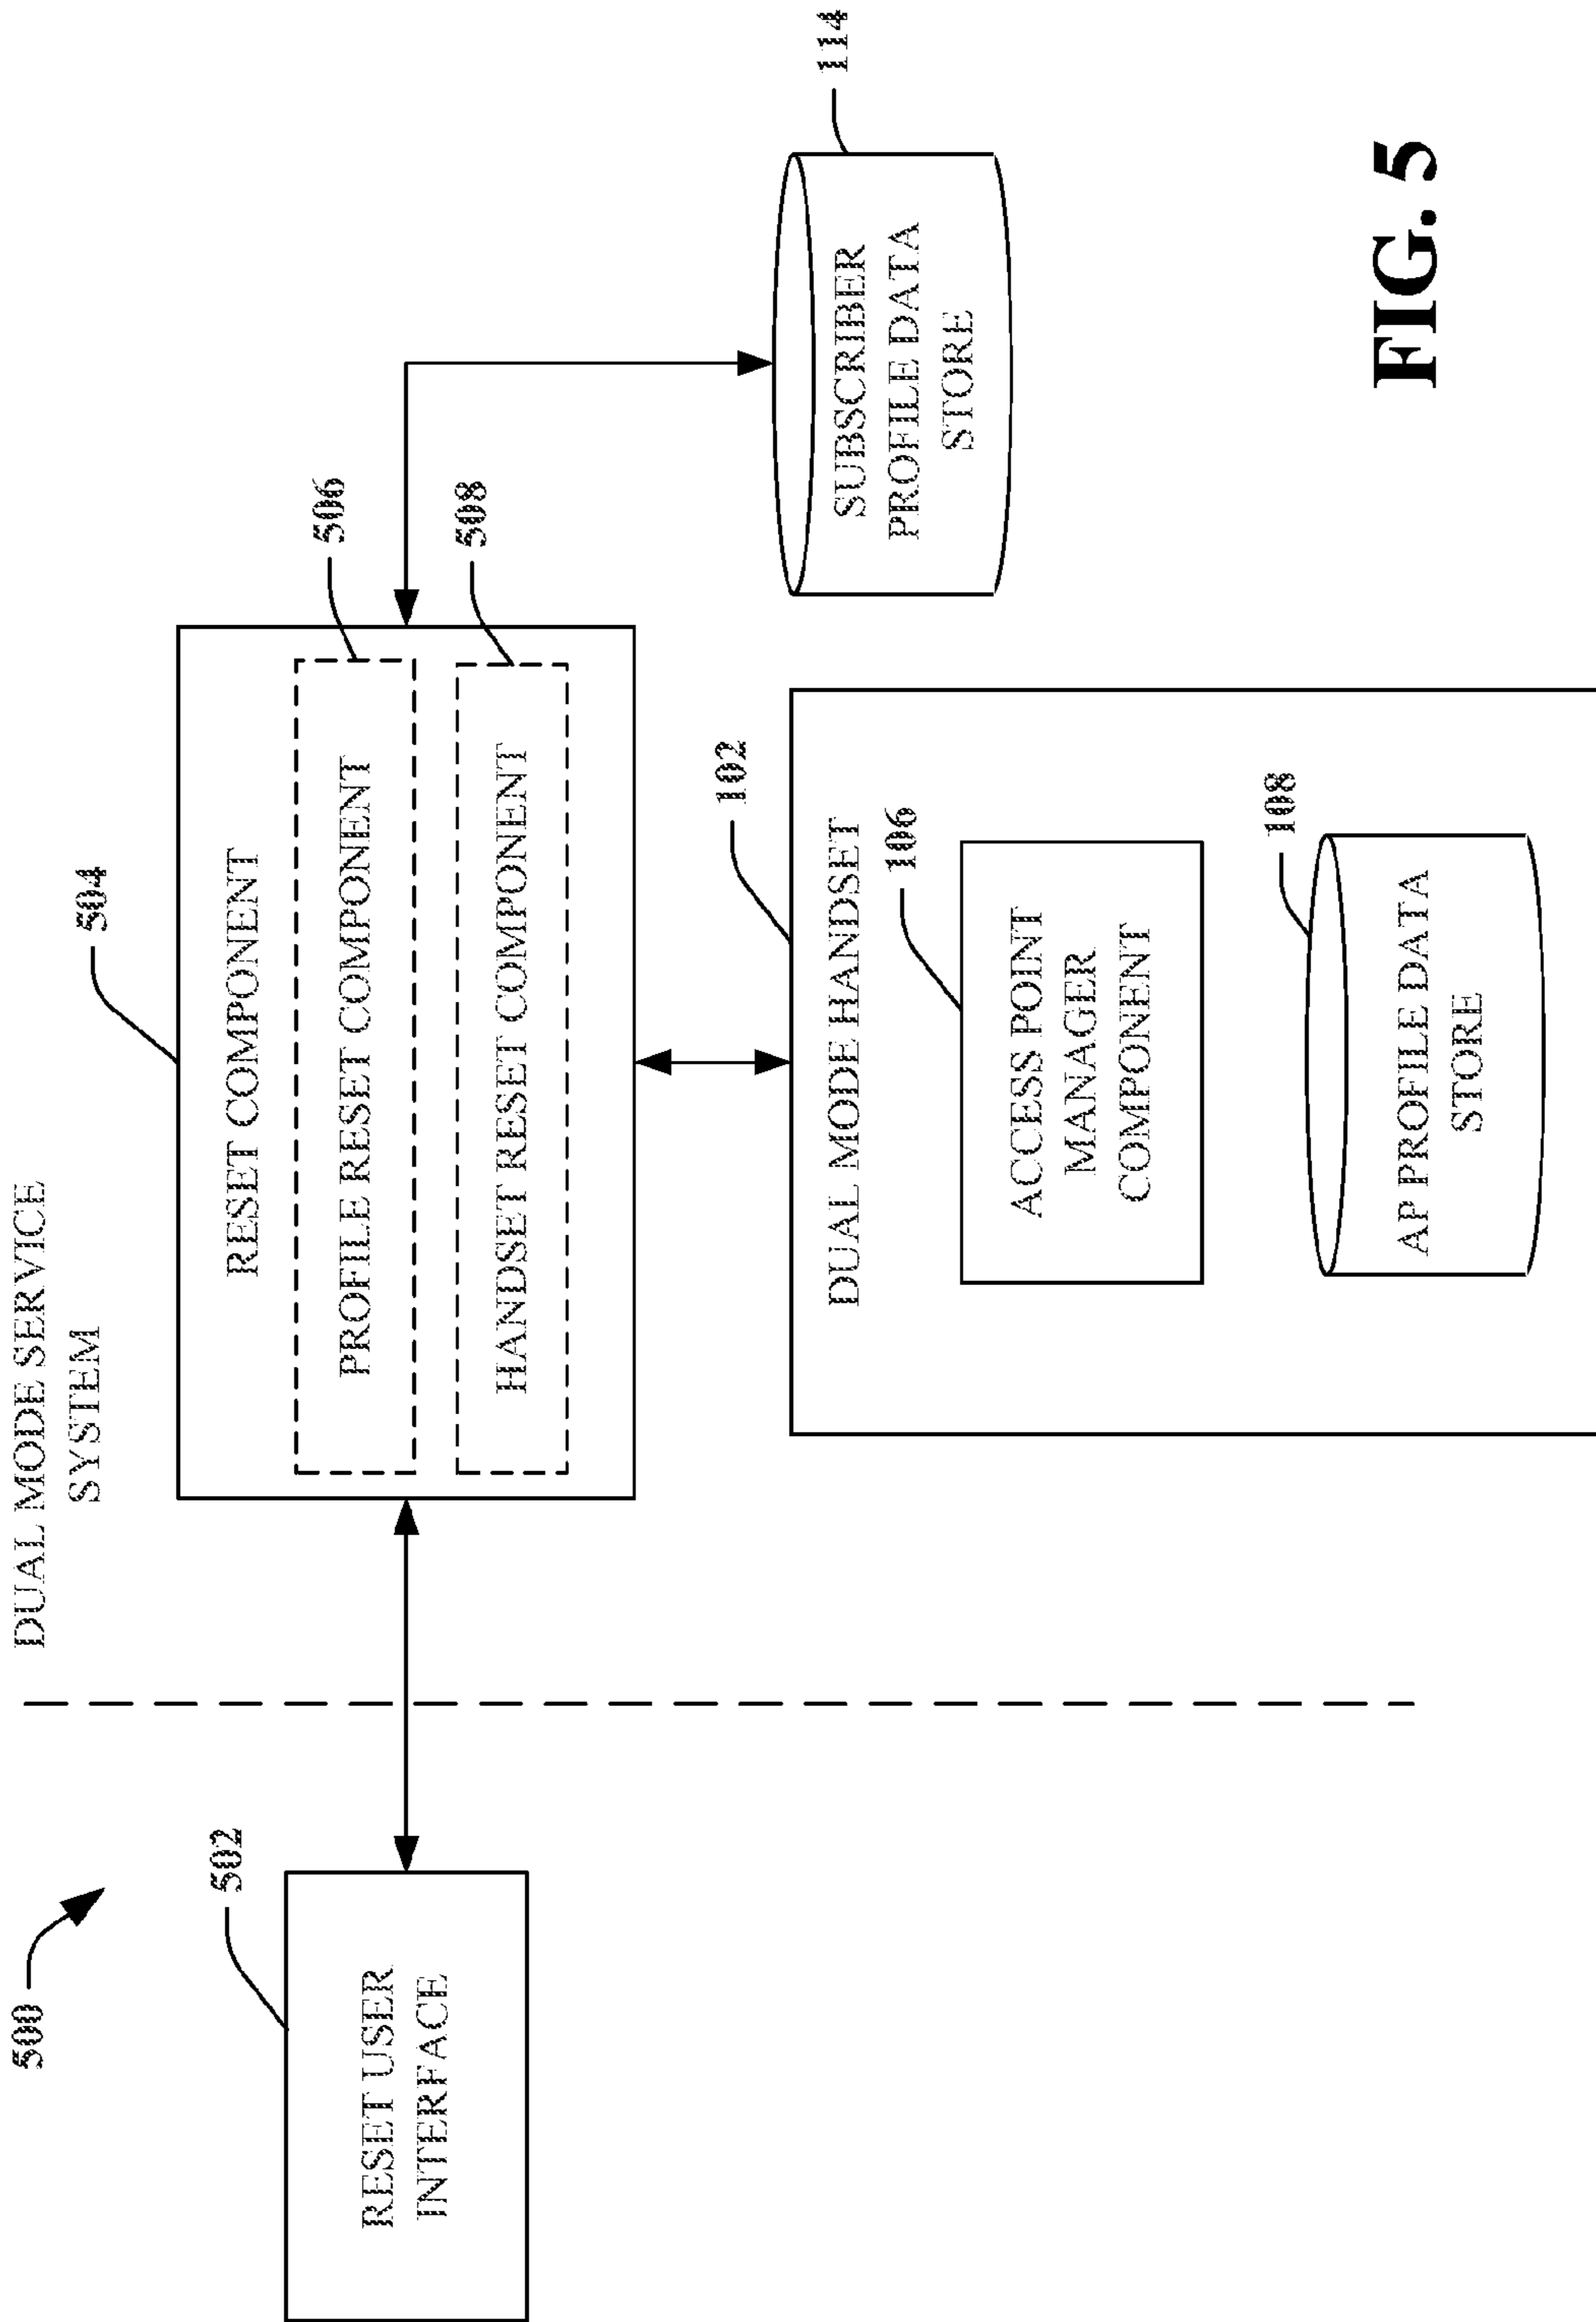 500
DUAL MODE SERVICE
SYSTEM
502
RESET USER
INTERFACE
504
RESET COMPONENT
PROFILE RESET COMPONENT
506
HANDSET RESET COMPONENT
508
102
DUAL MODE HANDSET
106
ACCESS POINT
MANAGER
COMPONENT
108
AP PROFILE DATA
STORE
114
SUBSCRIBER
PROFILE DATA
STORE
FIG. 5